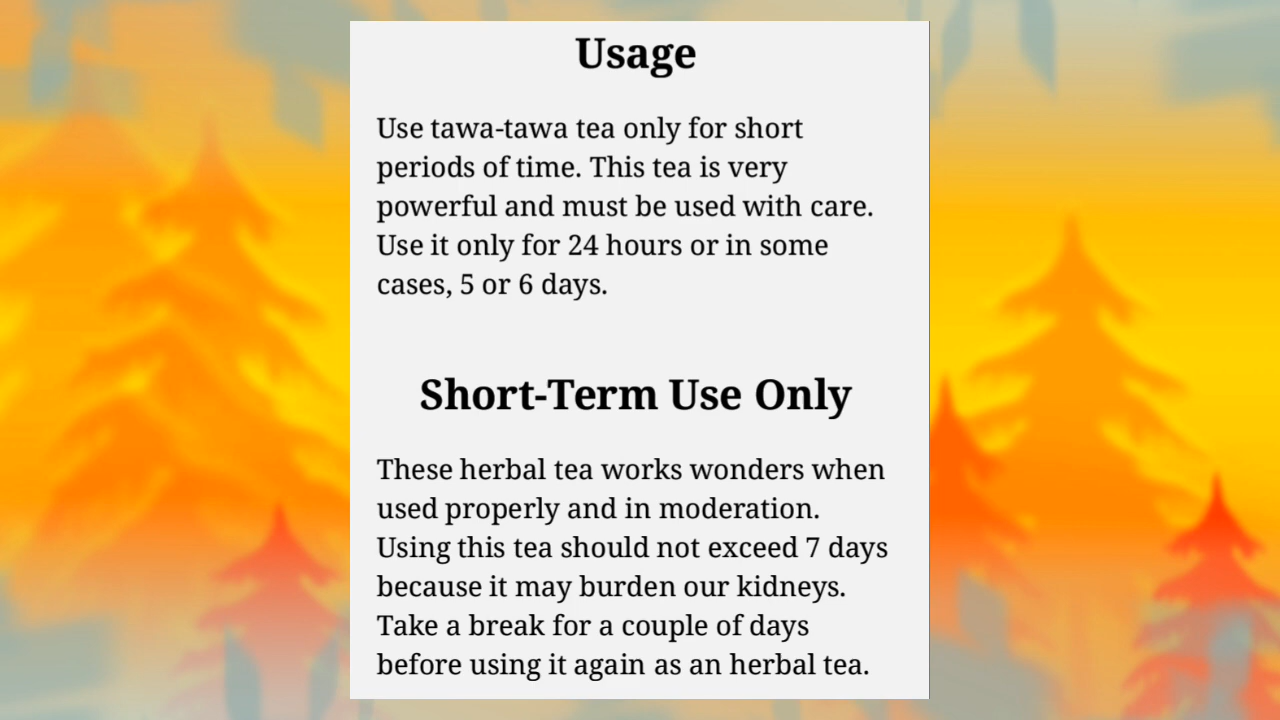 Usage
Use tawa-tawa tea only for short
periods of time. This tea is very
powerful and must be used with care.
Use it only for 24 hours or in some
cases, 5 or 6 days.
Short-Term Use Only
These herbal tea works wonders when
used properly and in moderation.
Using this tea should not exceed 7 days
because it may burden our kidneys.
Take a break for a couple of days
before using it again as an herbal tea.